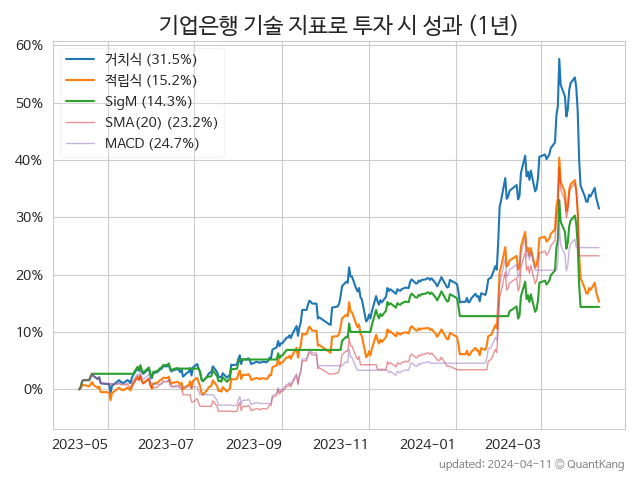 기업은행 기술 지표로 투자 시 성과 (1년)
거치식 (31.5%)
적립식 (15.2%)
SigM (14.3%)
SMA(20) (23.2%)
MACD (24.7%)
60%
50%
40%
30%
20%
10%
0%
2023-05 2023-07 2023-09 2023-11 2024-01 2024-03
updated: 2024-04-11 © QuantKang